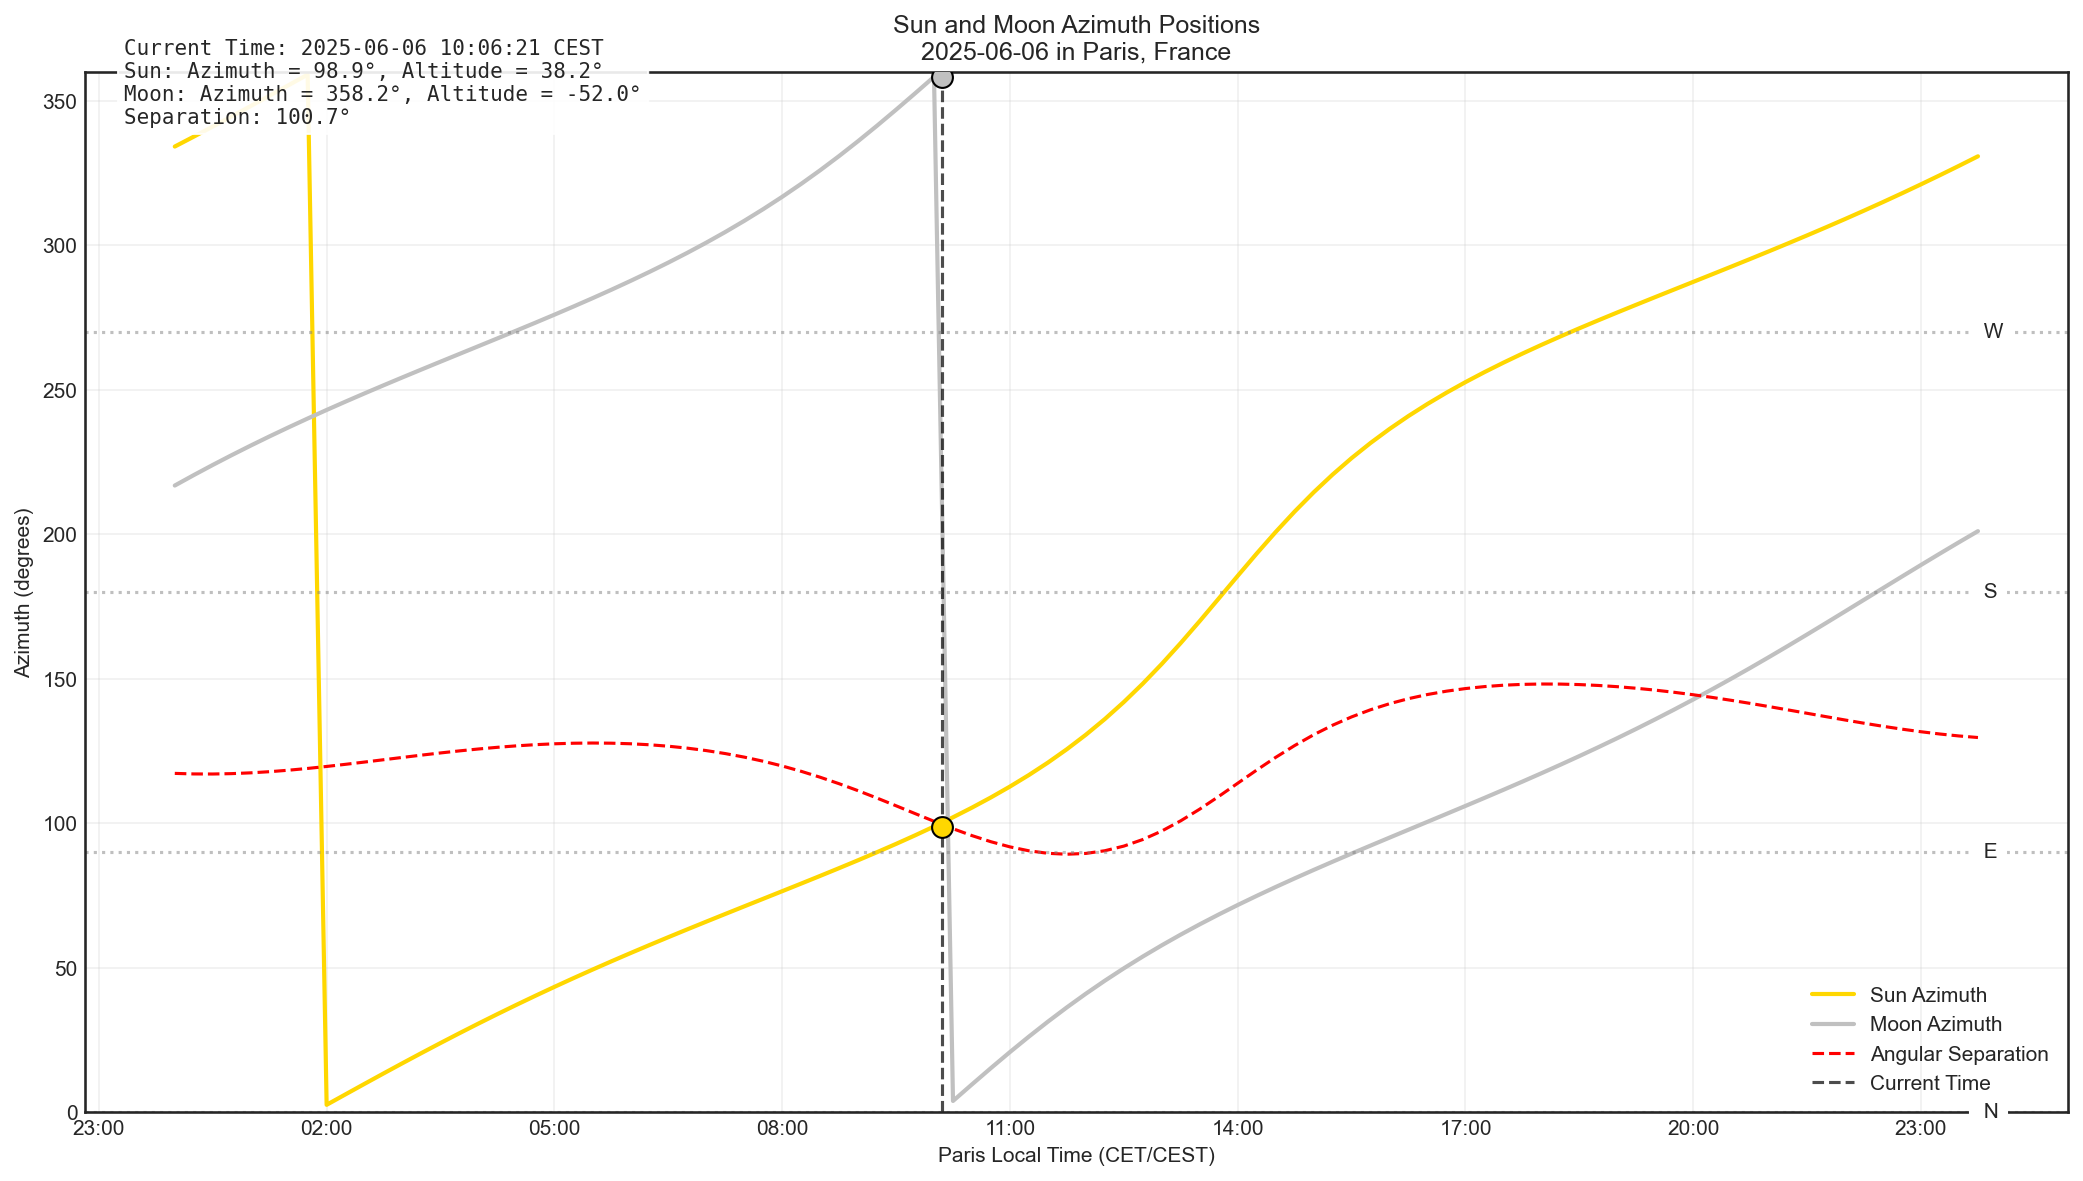 Sun and Moon Azimuth Positions
2025-06-06 in Paris, France
Current Time: 2025-06-06 10:06:21 CEST
Sun: Azimuth = 98.9°, Altitude = 38.2°
Moon: Azimuth = 358.2°, Altitude = -52.0°
Separation: 100.7°
Azimuth (degrees)
350
300
250
200
150
100
50
0
W
S
E
N
Sun Azimuth
Moon Azimuth
Angular Separation
Current Time
23:00 02:00 05:00 08:00 11:00 14:00 17:00 20:00 23:00
Paris Local Time (CET/CEST)